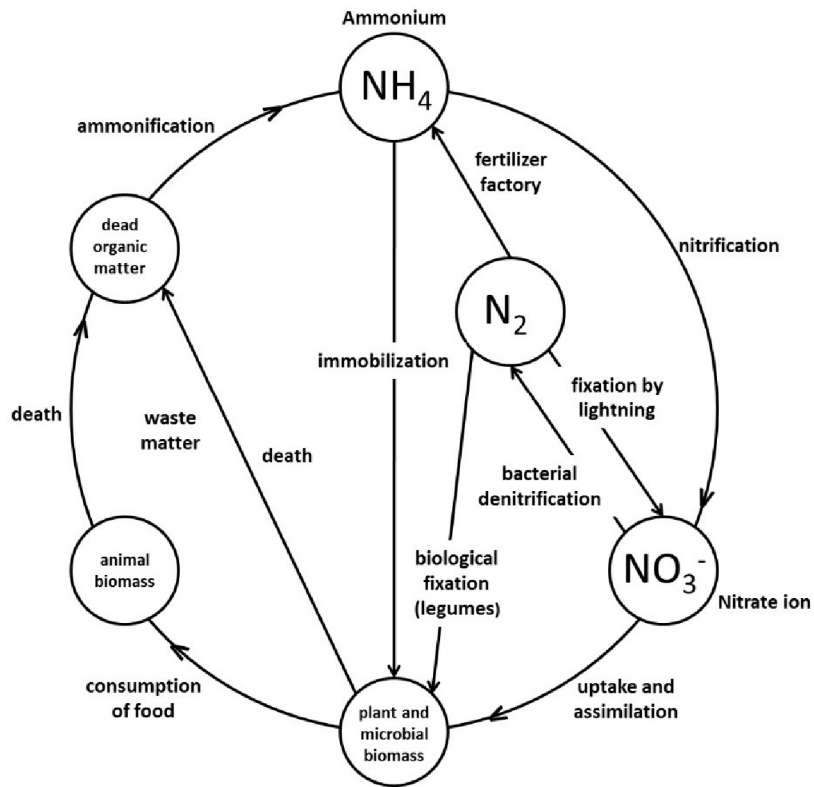 Ammonium
NH₄
ammonification
fertilizer
factory
dead
organic
matter
nitrification
N₂
immobilization
fixation by
lightning
death
waste
matter
death
bacterial
denitrification
animal
biomass
biological
fixation
(legumes)
NO₃⁻
Nitrate ion
consumption
of food
plant and
microbial
biomass
uptake and
assimilation